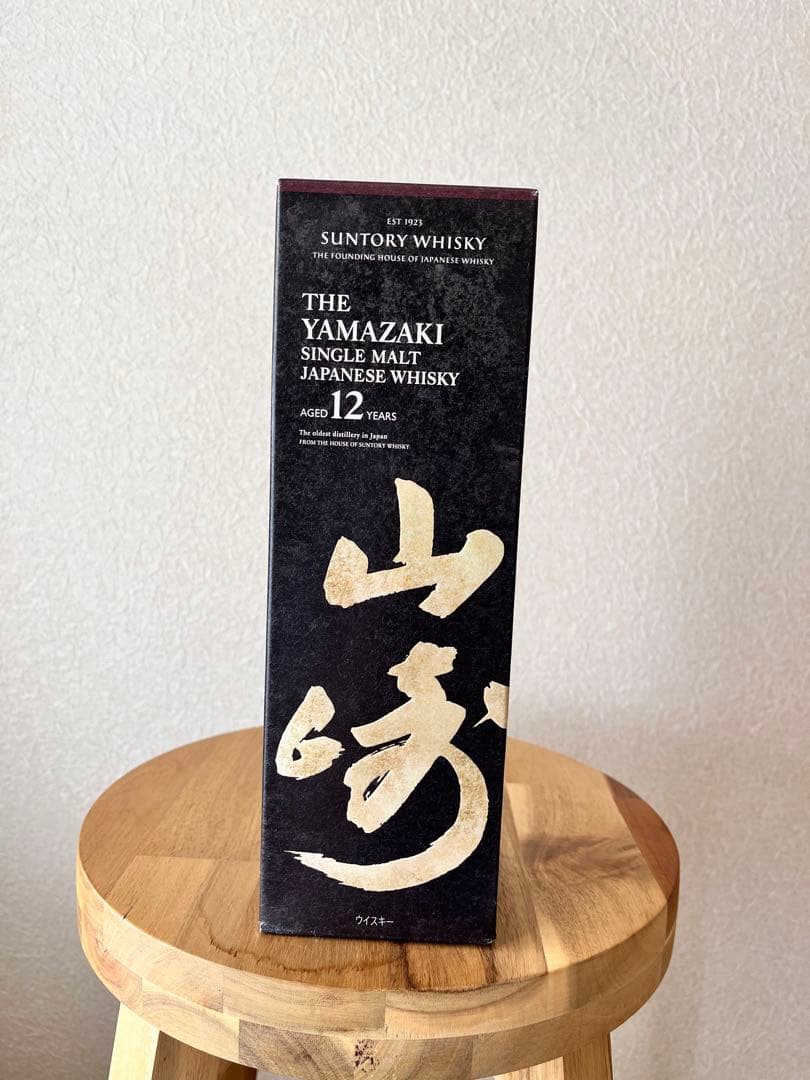 EST 1923
SUNTORY WHISKY
THE FOUNDING HOUSE OF JAPANESE WHISKY
THE
YAMAZAKI
SINGLE MALT
JAPANESE WHISKY
AGED 12 YEARS
The oldest distillery in Japan
FROM THE HOUSE OF SUNTORY WHISKY
山
崎
ウイスキー